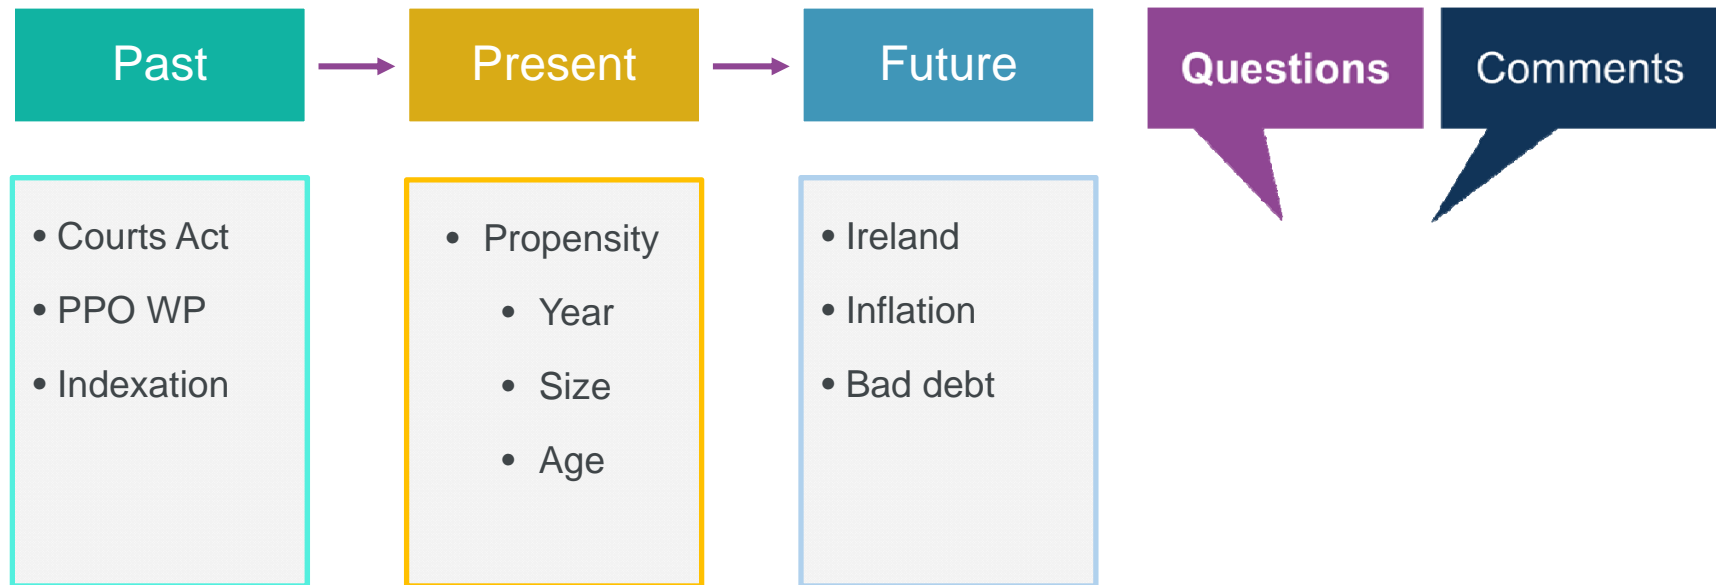 Past
Present
Future
Questions
Comments
• Courts Act
• PPO WP
• Indexation
• Propensity
• Year
• Size
• Age
• Ireland
• Inflation
• Bad debt